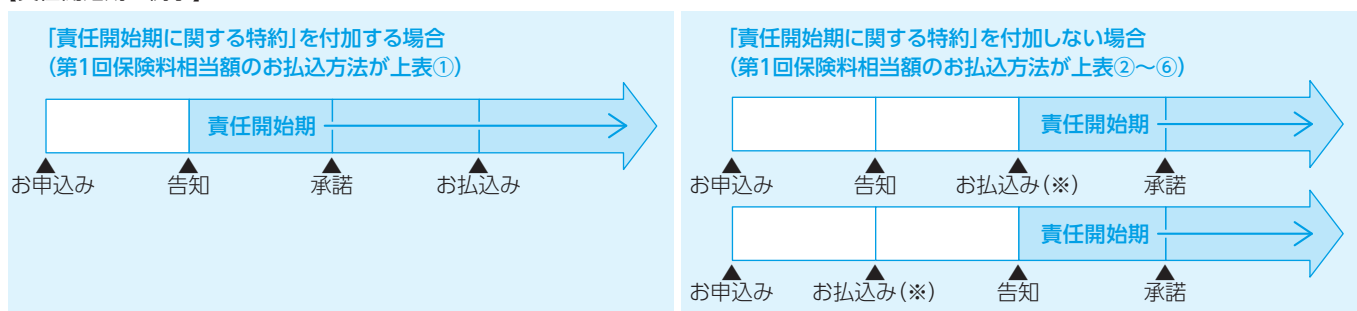 「責任開始期に関する特約」を付加する場合
(第1回保険料相当額のお払込方法が上表①)
責任開始期
お申込み 告知 承諾 お払込み
「責任開始期に関する特約」を付加しない場合
(第1回保険料相当額のお払込方法が上表②~⑥)
責任開始期
お申込み 告知 お払込み(※) 承諾
責任開始期
お申込み お払込み(※) 告知 承諾